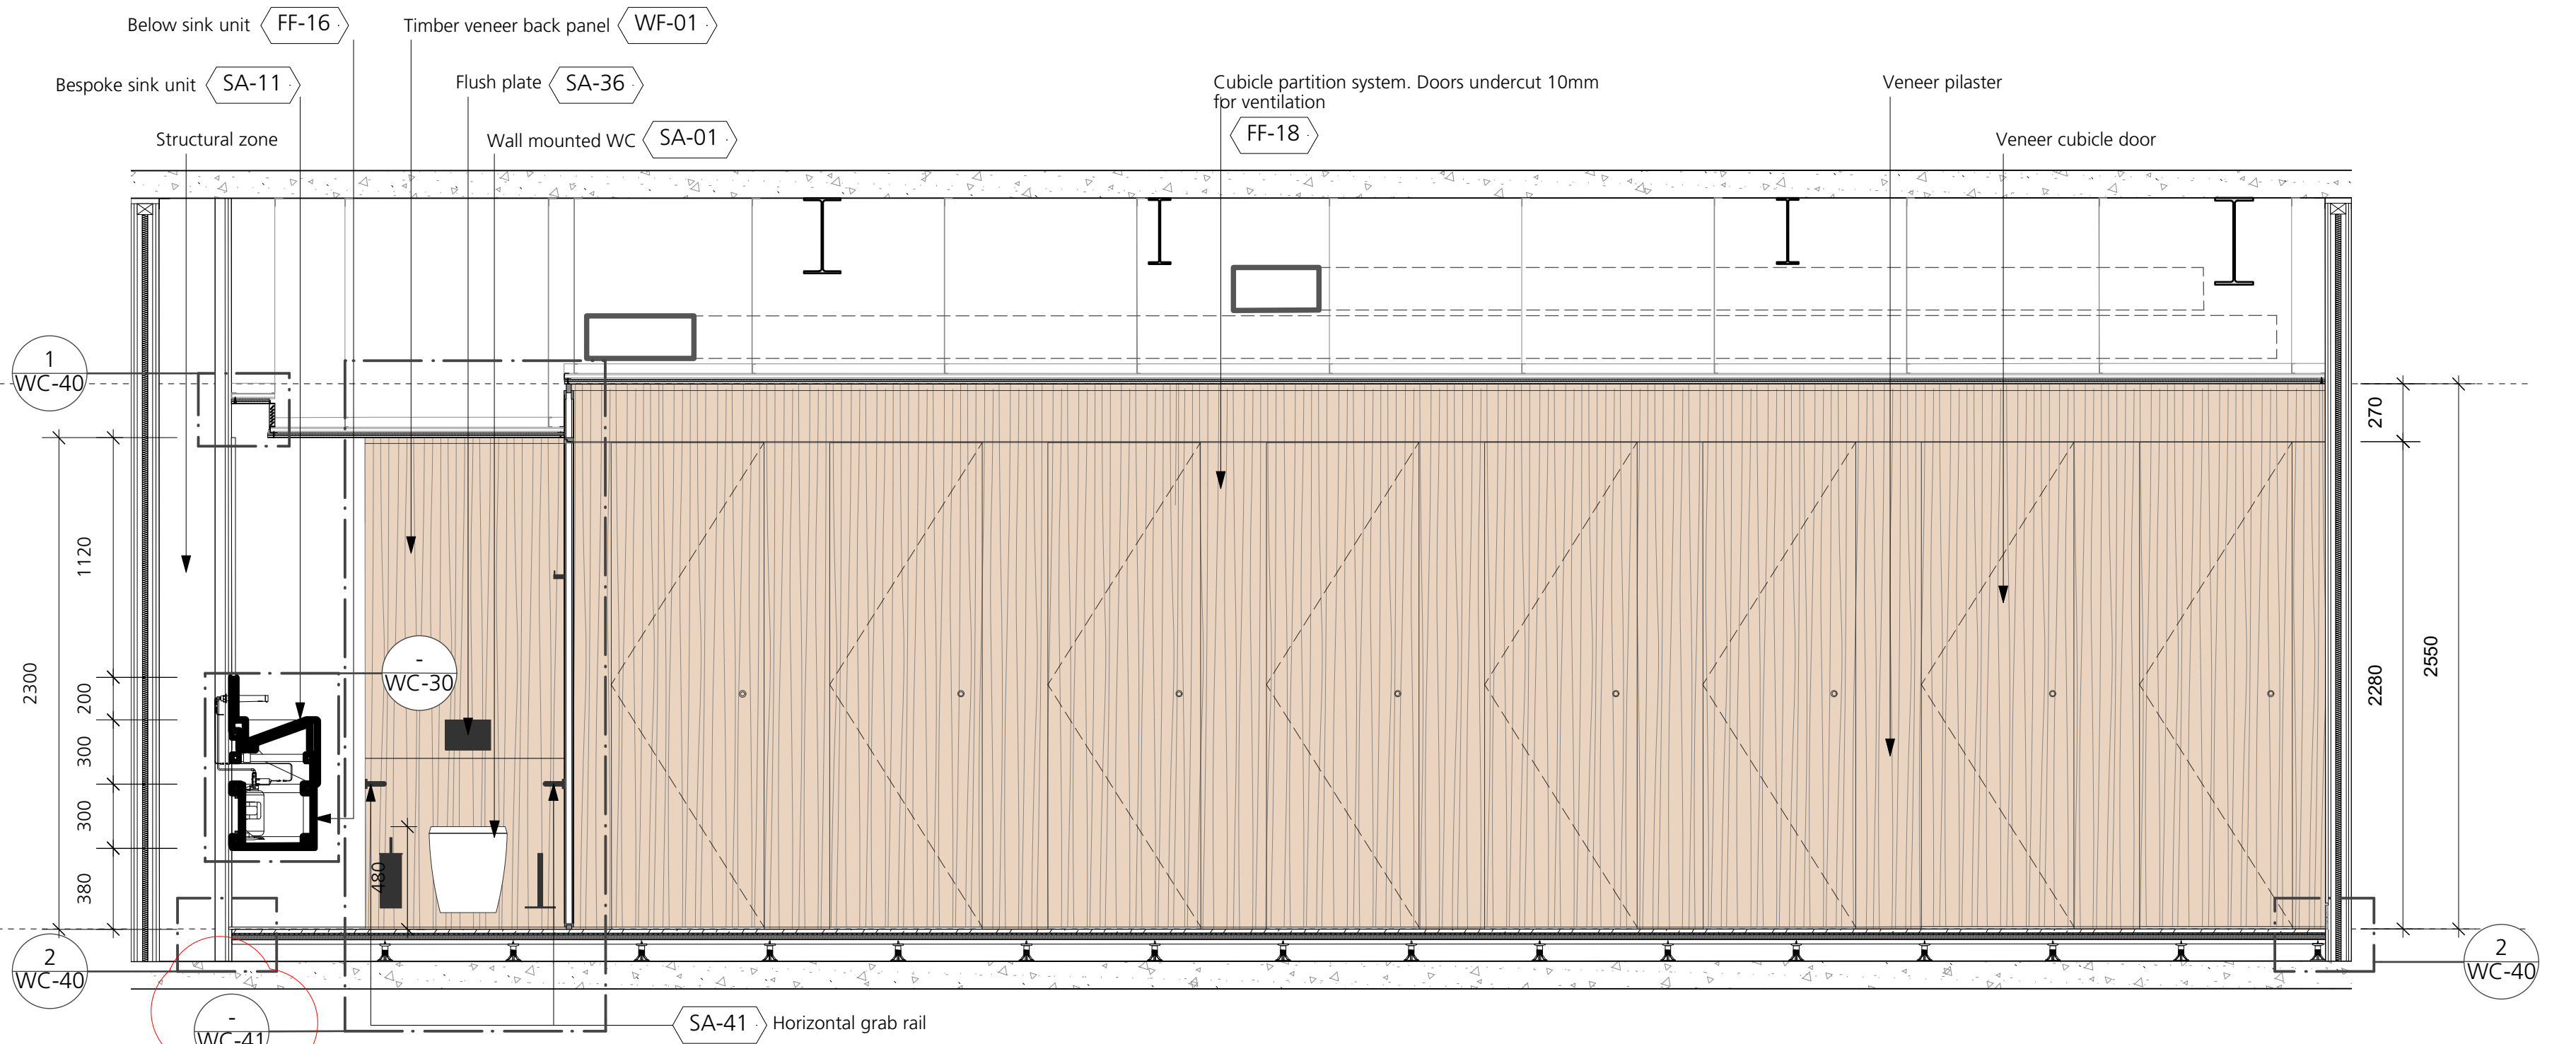 Below sink unit FF-16
Timber veneer back panel WF-01
Bespoke sink unit SA-11
Flush plate SA-36
Cubicle partition system. Doors undercut 10mm
for ventilation
FF-18
Veneer pilaster
Structural zone
Wall mounted WC SA-01
Veneer cubicle door
1
WC-40
270
1120
2300
200
300
300
380
480
-
WC-30
2280
2550
2
WC-40
2
WC-40
-
WC-41
SA-41 Horizontal grab rail